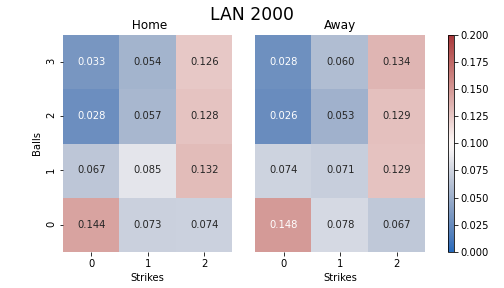 LAN 2000
Home Away
3 0.033 0.054 0.126 0.028 0.060 0.134 0.200
0.175
2 0.028 0.057 0.128 0.026 0.053 0.129 0.150
0.125
Balls 0.100
1 0.067 0.085 0.132 0.074 0.071 0.129 0.075
0.050
0 0.144 0.073 0.074 0.148 0.078 0.067 0.025
0.000
0 1 2 0 1 2
Strikes Strikes